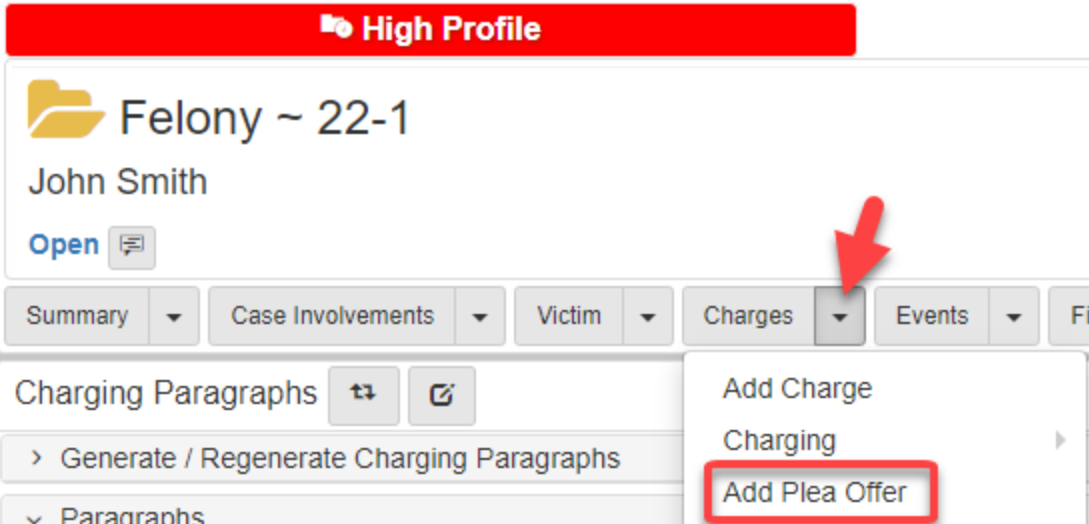 High Profile
Felony ~ 22-1
John Smith
Open
Summary Case Involvements Victim Charges Events
Charging Paragraphs
Add Charge
Charging
> Generate / Regenerate Charging Paragraphs
Add Plea Offer
Paragraphs